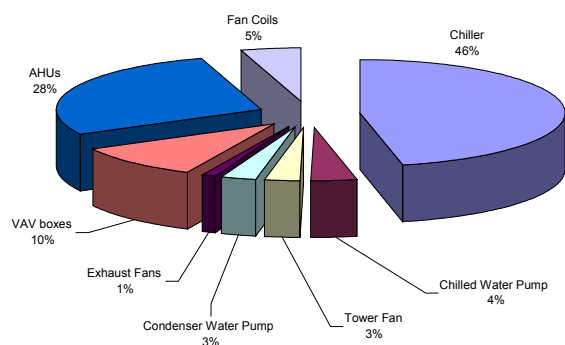 Fan Coils
5%
Chiller
46%
AHUs
28%
VAV boxes
10%
Exhaust Fans
1%
Chilled Water Pump
4%
Tower Fan
3%
Condenser Water Pump
3%